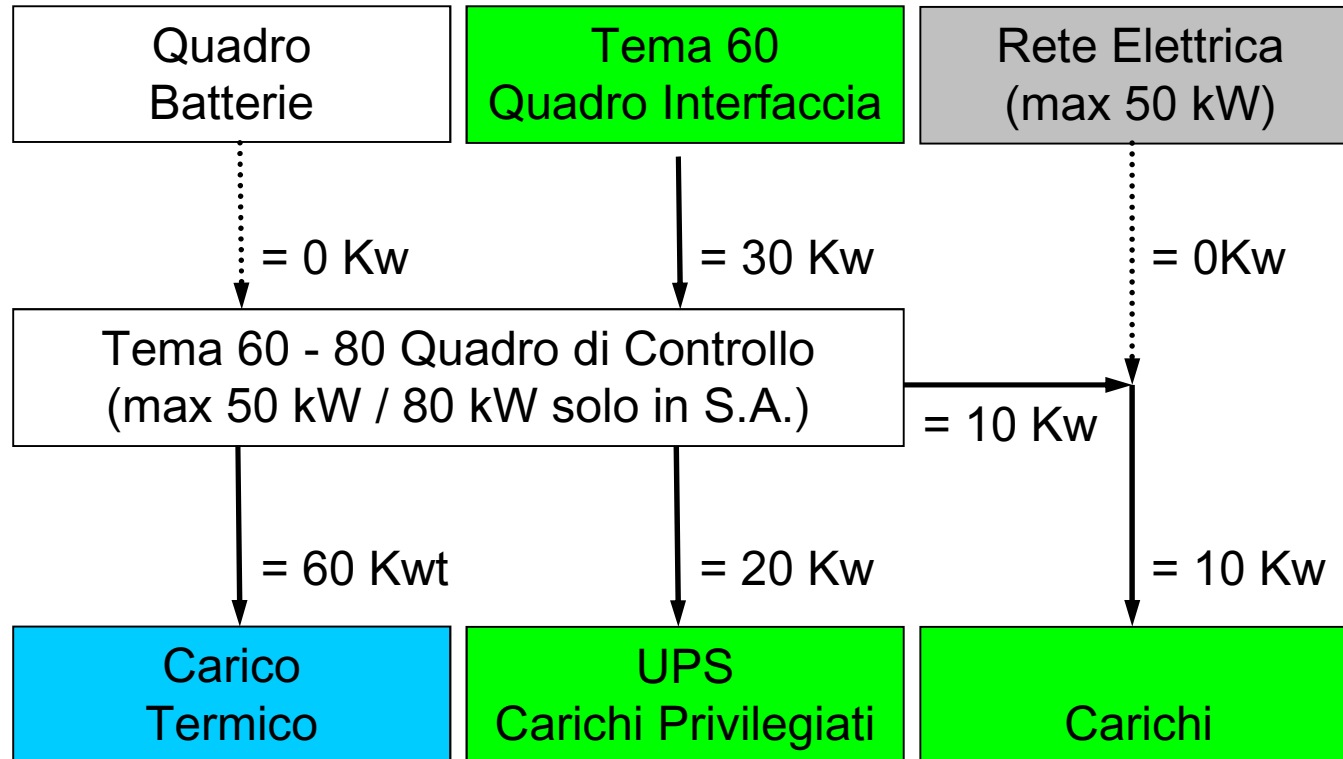 Quadro
Batterie
Tema 60
Quadro Interfaccia
Rete Elettrica
(max 50 kW)
= 0 Kw
= 30 Kw
= 0Kw
Tema 60 - 80 Quadro di Controllo
(max 50 kW / 80 kW solo in S.A.)
= 10 Kw
= 60 Kwt
= 20 Kw
= 10 Kw
Carico
Termico
UPS
Carichi Privilegiati
Carichi